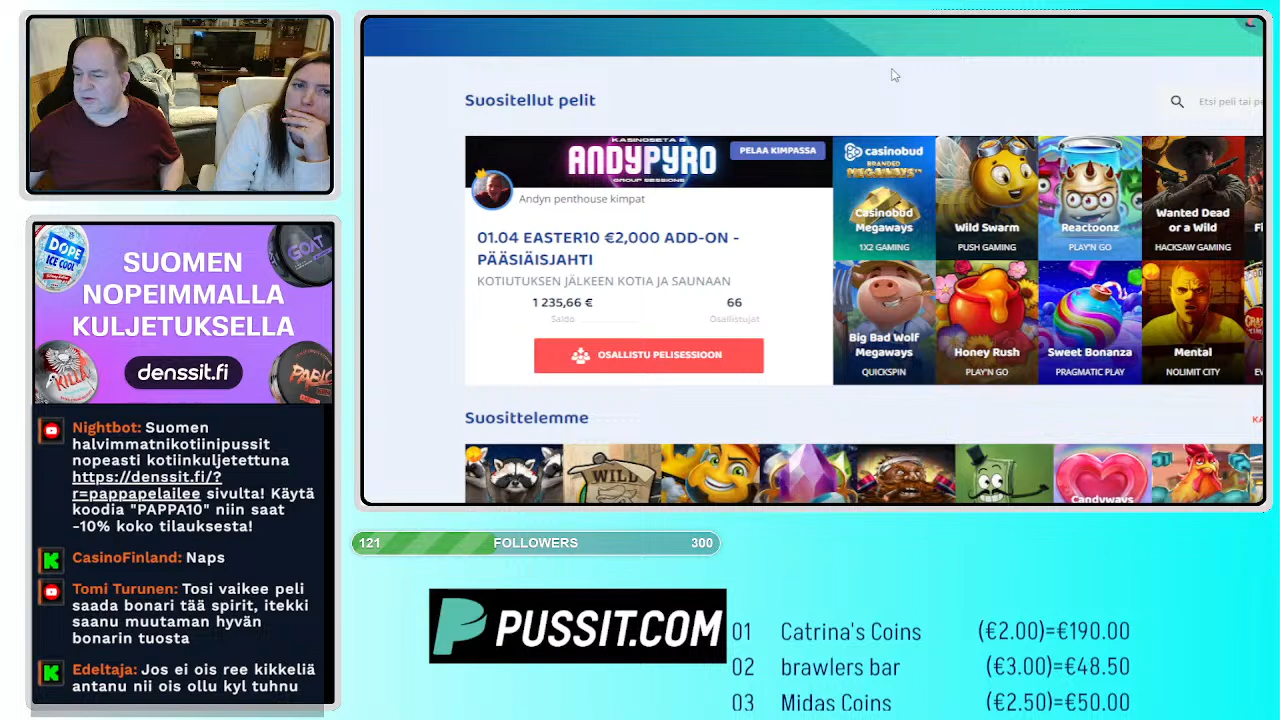 Suositellut pelit
Etsi peli tai
KASINOSETA &
ANDYPYRO
GROUP SESSIONS
PELAA KIMPASSA
Andyn penthouse kimpat
01.04 EASTER10 €2,000 ADD-ON -
PÄÄSIÄISJAHTI
KOTIUTUKSEN JÄLKEEN KOTIA JA SAUNAAN
1 235,66 €
66
Saldo
Osallistujat
OSALLISTU PELISESSIOON
casinobud
BRANDED
MEGAWAYS
Casinobud
Megaways
1X2 GAMING
Wild Swarm
PUSH GAMING
Reactoonz
PLAY'N GO
Wanted Dead
or a Wild
HACKSAW GAMING
Big Bad Wolf
Megaways
QUICKSPIN
Honey Rush
PLAY'N GO
Sweet Bonanza
PRAGMATIC PLAY
Mental
NOLIMIT CITY
Suosittelemme
WILD
Candyways
DOPE
ICE COOL
GOAT
SUOMEN
NOPEIMMALLA
KULJETUKSELLA
KILLA
denssit.fi
PABLO
Nightbot: Suomen
halvimmatnikotiinipussit
nopeasti kotiinkuljetettuna
https://denssit.fi/?
r=pappapelailee sivulta! Käytä
koodia "PAPPA10" niin saat
-10% koko tilauksesta!
CasinoFinland: Naps
Tomi Turunen: Tosi vaikee peli
saada bonari tää spirit, itekki
saanu muutaman hyvän
bonarin tuosta
Edeltaja: Jos ei ois ree kikkeliä
antanu nii ois ollu kyl tuhnu
121
FOLLOWERS
300
PUSSIT.COM
01 Catrina's Coins (€2.00)=€190.00
02 brawlers bar (€3.00)=€48.50
03 Midas Coins (€2.50)=€50.00